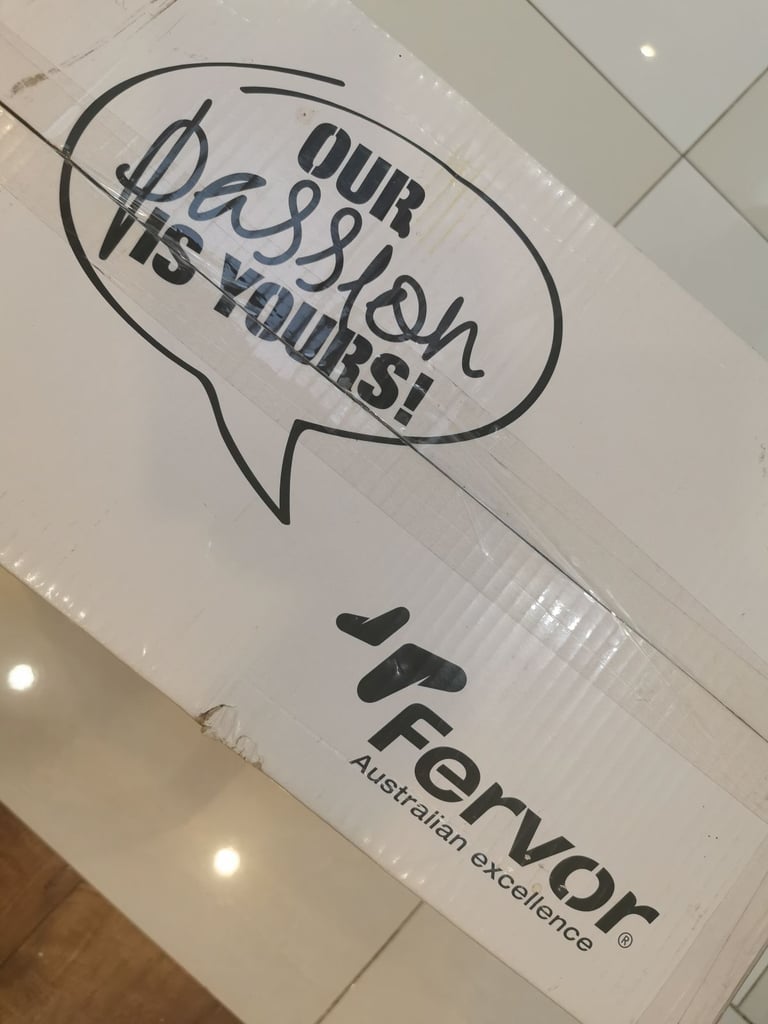 OUR
passion
IS YOURS!
Fervor®
Australian excellence